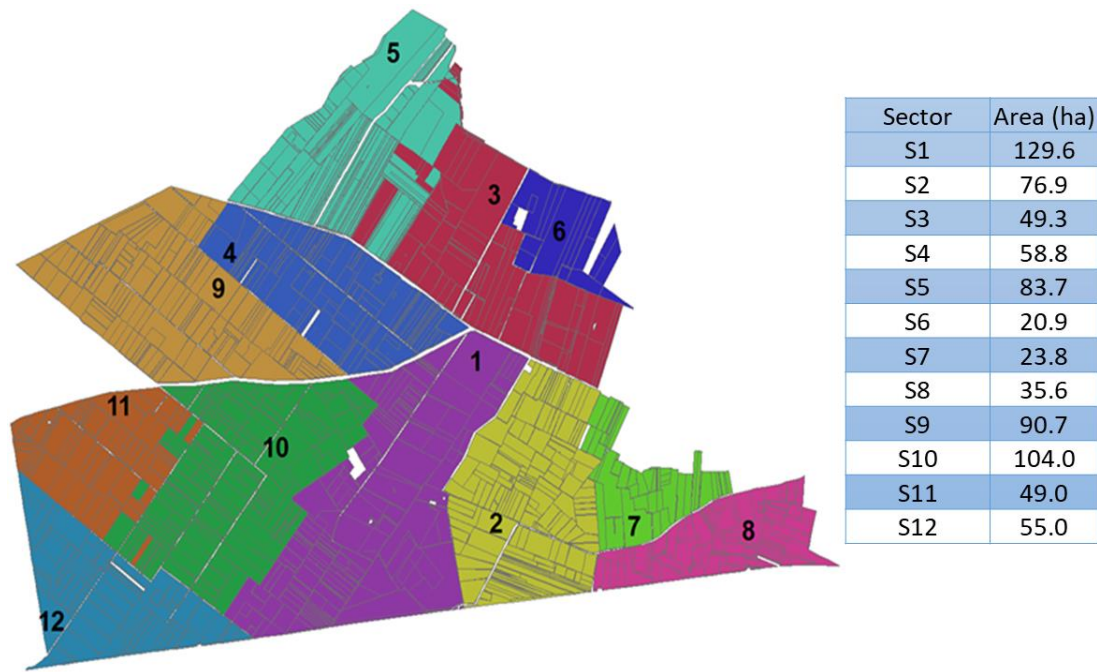 5
3
6
4
9
1
11
10
2
7
8
12
Sector Area (ha)
S1 129.6
S2 76.9
S3 49.3
S4 58.8
S5 83.7
S6 20.9
S7 23.8
S8 35.6
S9 90.7
S10 104.0
S11 49.0
S12 55.0